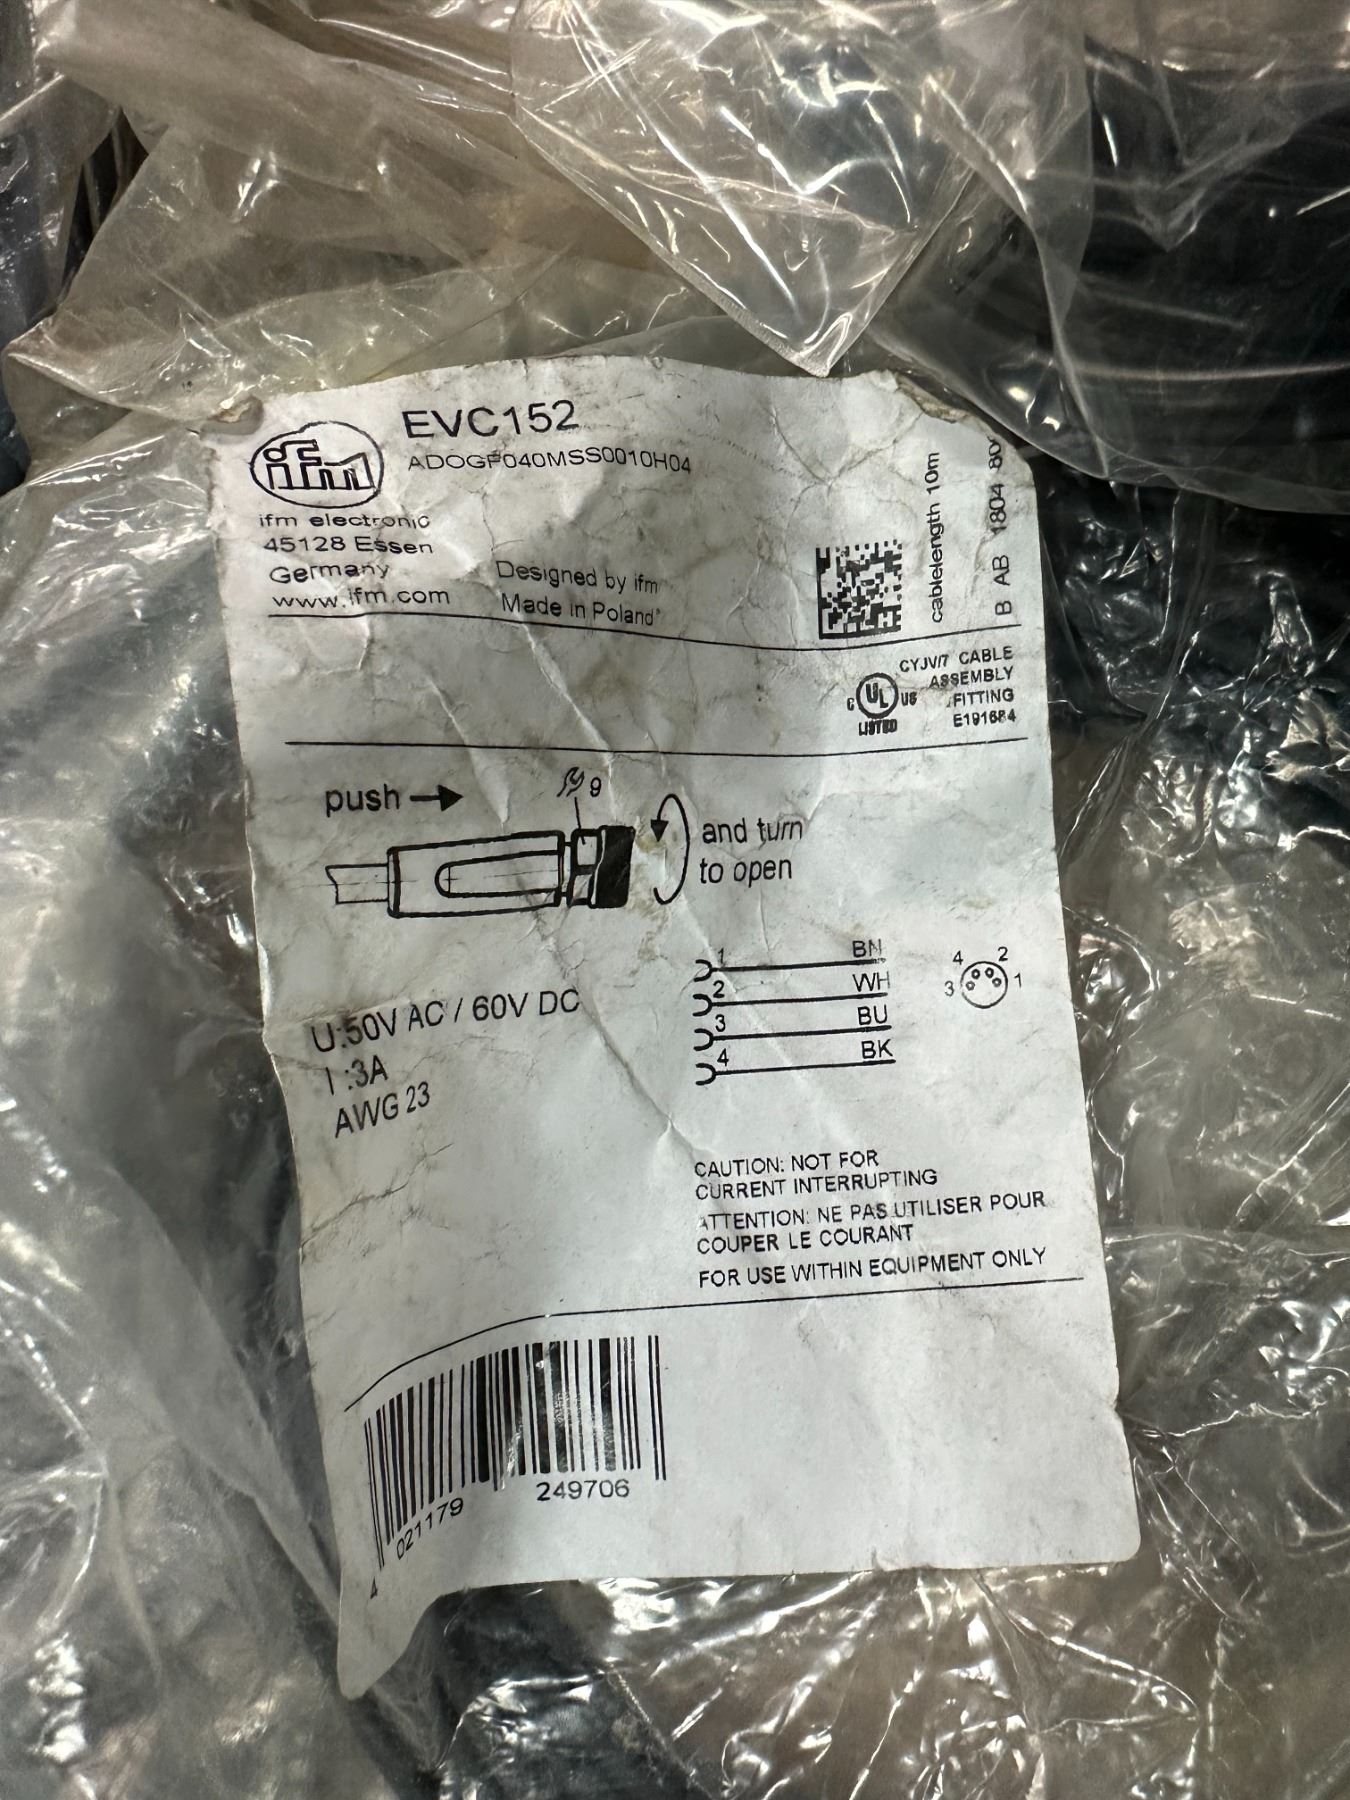 EVC152
ADOGF040MSS0010H04
ifm
ifm electronic
45128 Essen
Germany
www.ifm.com
Designed by ifm
Made in Poland
cablelength 10m
B AB 1804
CYJV/7 CABLE
ASSEMBLY
FITTING
E191684
C UL US
LISTED
push
9
and turn
to open
U:50V AC / 60V DC
I :3A
AWG 23
1 BN
2 WH
3 BU
4 BK
4 2
3 1
CAUTION: NOT FOR
CURRENT INTERRUPTING
ATTENTION: NE PAS UTILISER POUR
COUPER LE COURANT
FOR USE WITHIN EQUIPMENT ONLY
4 021179 249706